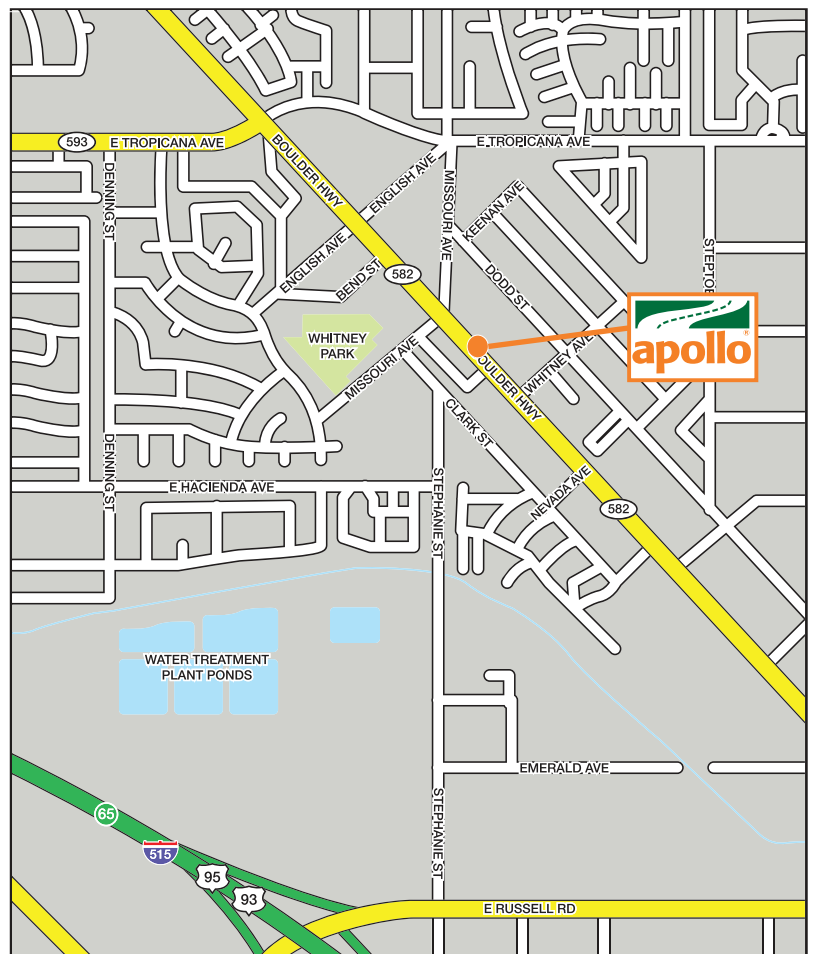 593
E TROPICANA AVE
E TROPICANA AVE
BOULDER HWY
ENGLISH AVE
MISSOURI AVE
DENNING ST
KEENAN AVE
ENGLISH AVE
BEND ST
582
DODD ST
STEPTOE
apollo
®
WHITNEY
PARK
MISSOURI AVE
OULDER HWY
WHITNEY AVE
CLARK ST
DENNING ST
E HACIENDA AVE
STEPHANIE ST
NEVADA AVE
582
WATER TREATMENT
PLANT PONDS
EMERALD AVE
STEPHANIE ST
65
515
95
93
E RUSSELL RD